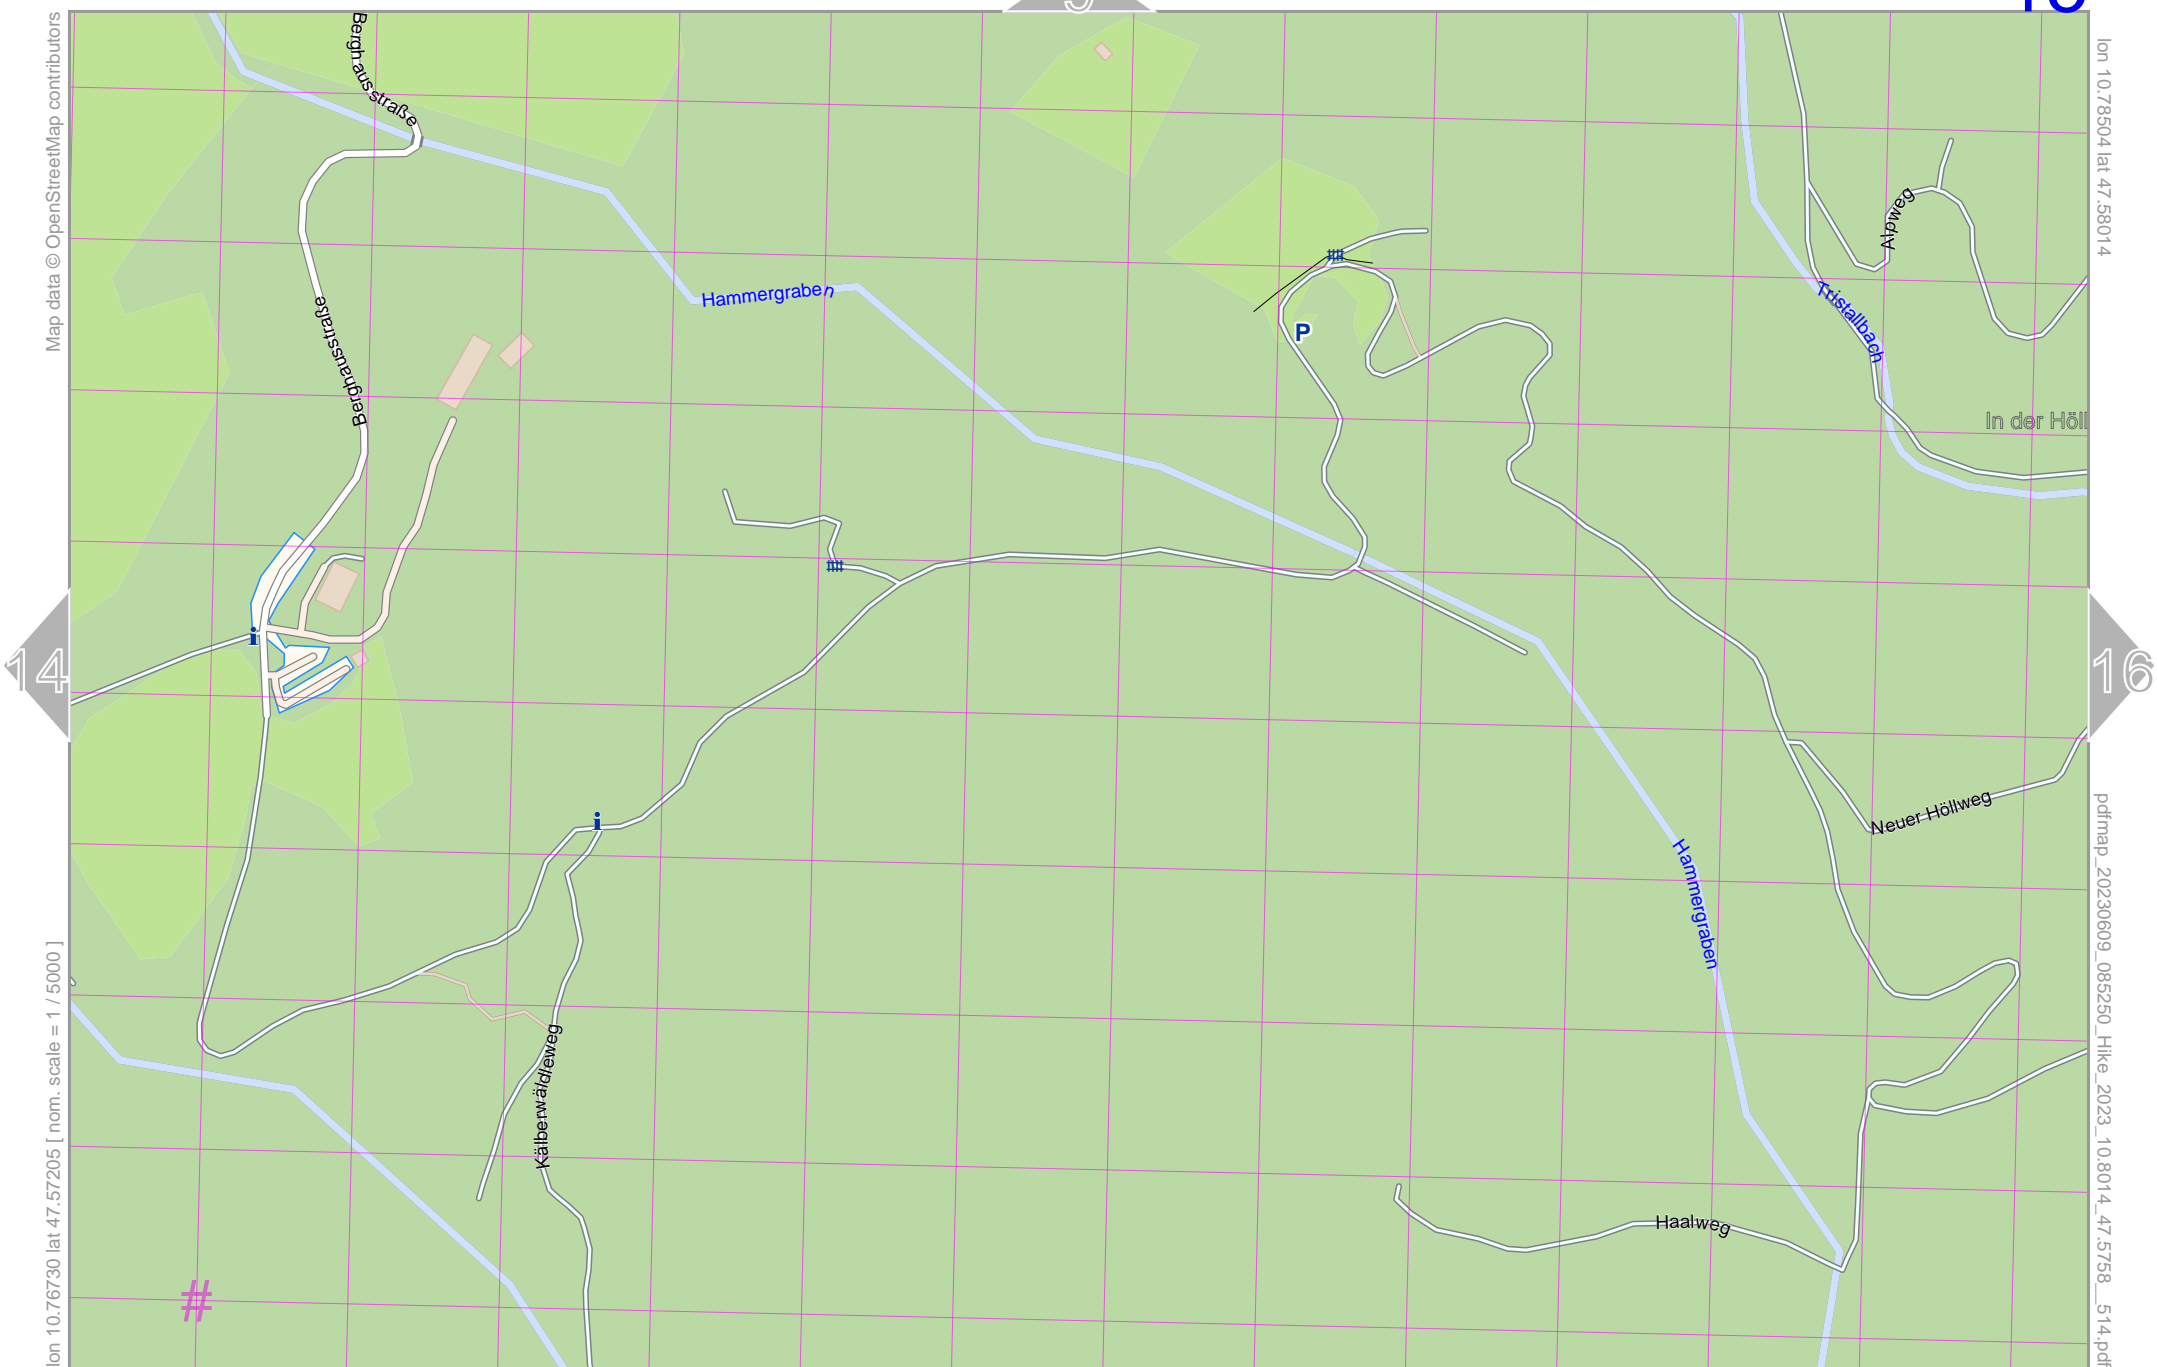 Map data © OpenStreetMap contributors
lon 10.78504 lat 47.58014
Berghausstraße
Alpweg
Hammergraben
Tristallbach
Berghausstraße
P
In der Höll
i
14
16
i
Neuer Höllweg
Hammergraben
Kälberwäldleweg
Haalweg
#
lon 10.76730 lat 47.57205 [ nom. scale = 1 / 5000 ]
pdfmap_20230609_085250_Hike_2023_10.8014_47.5758__514.pdf